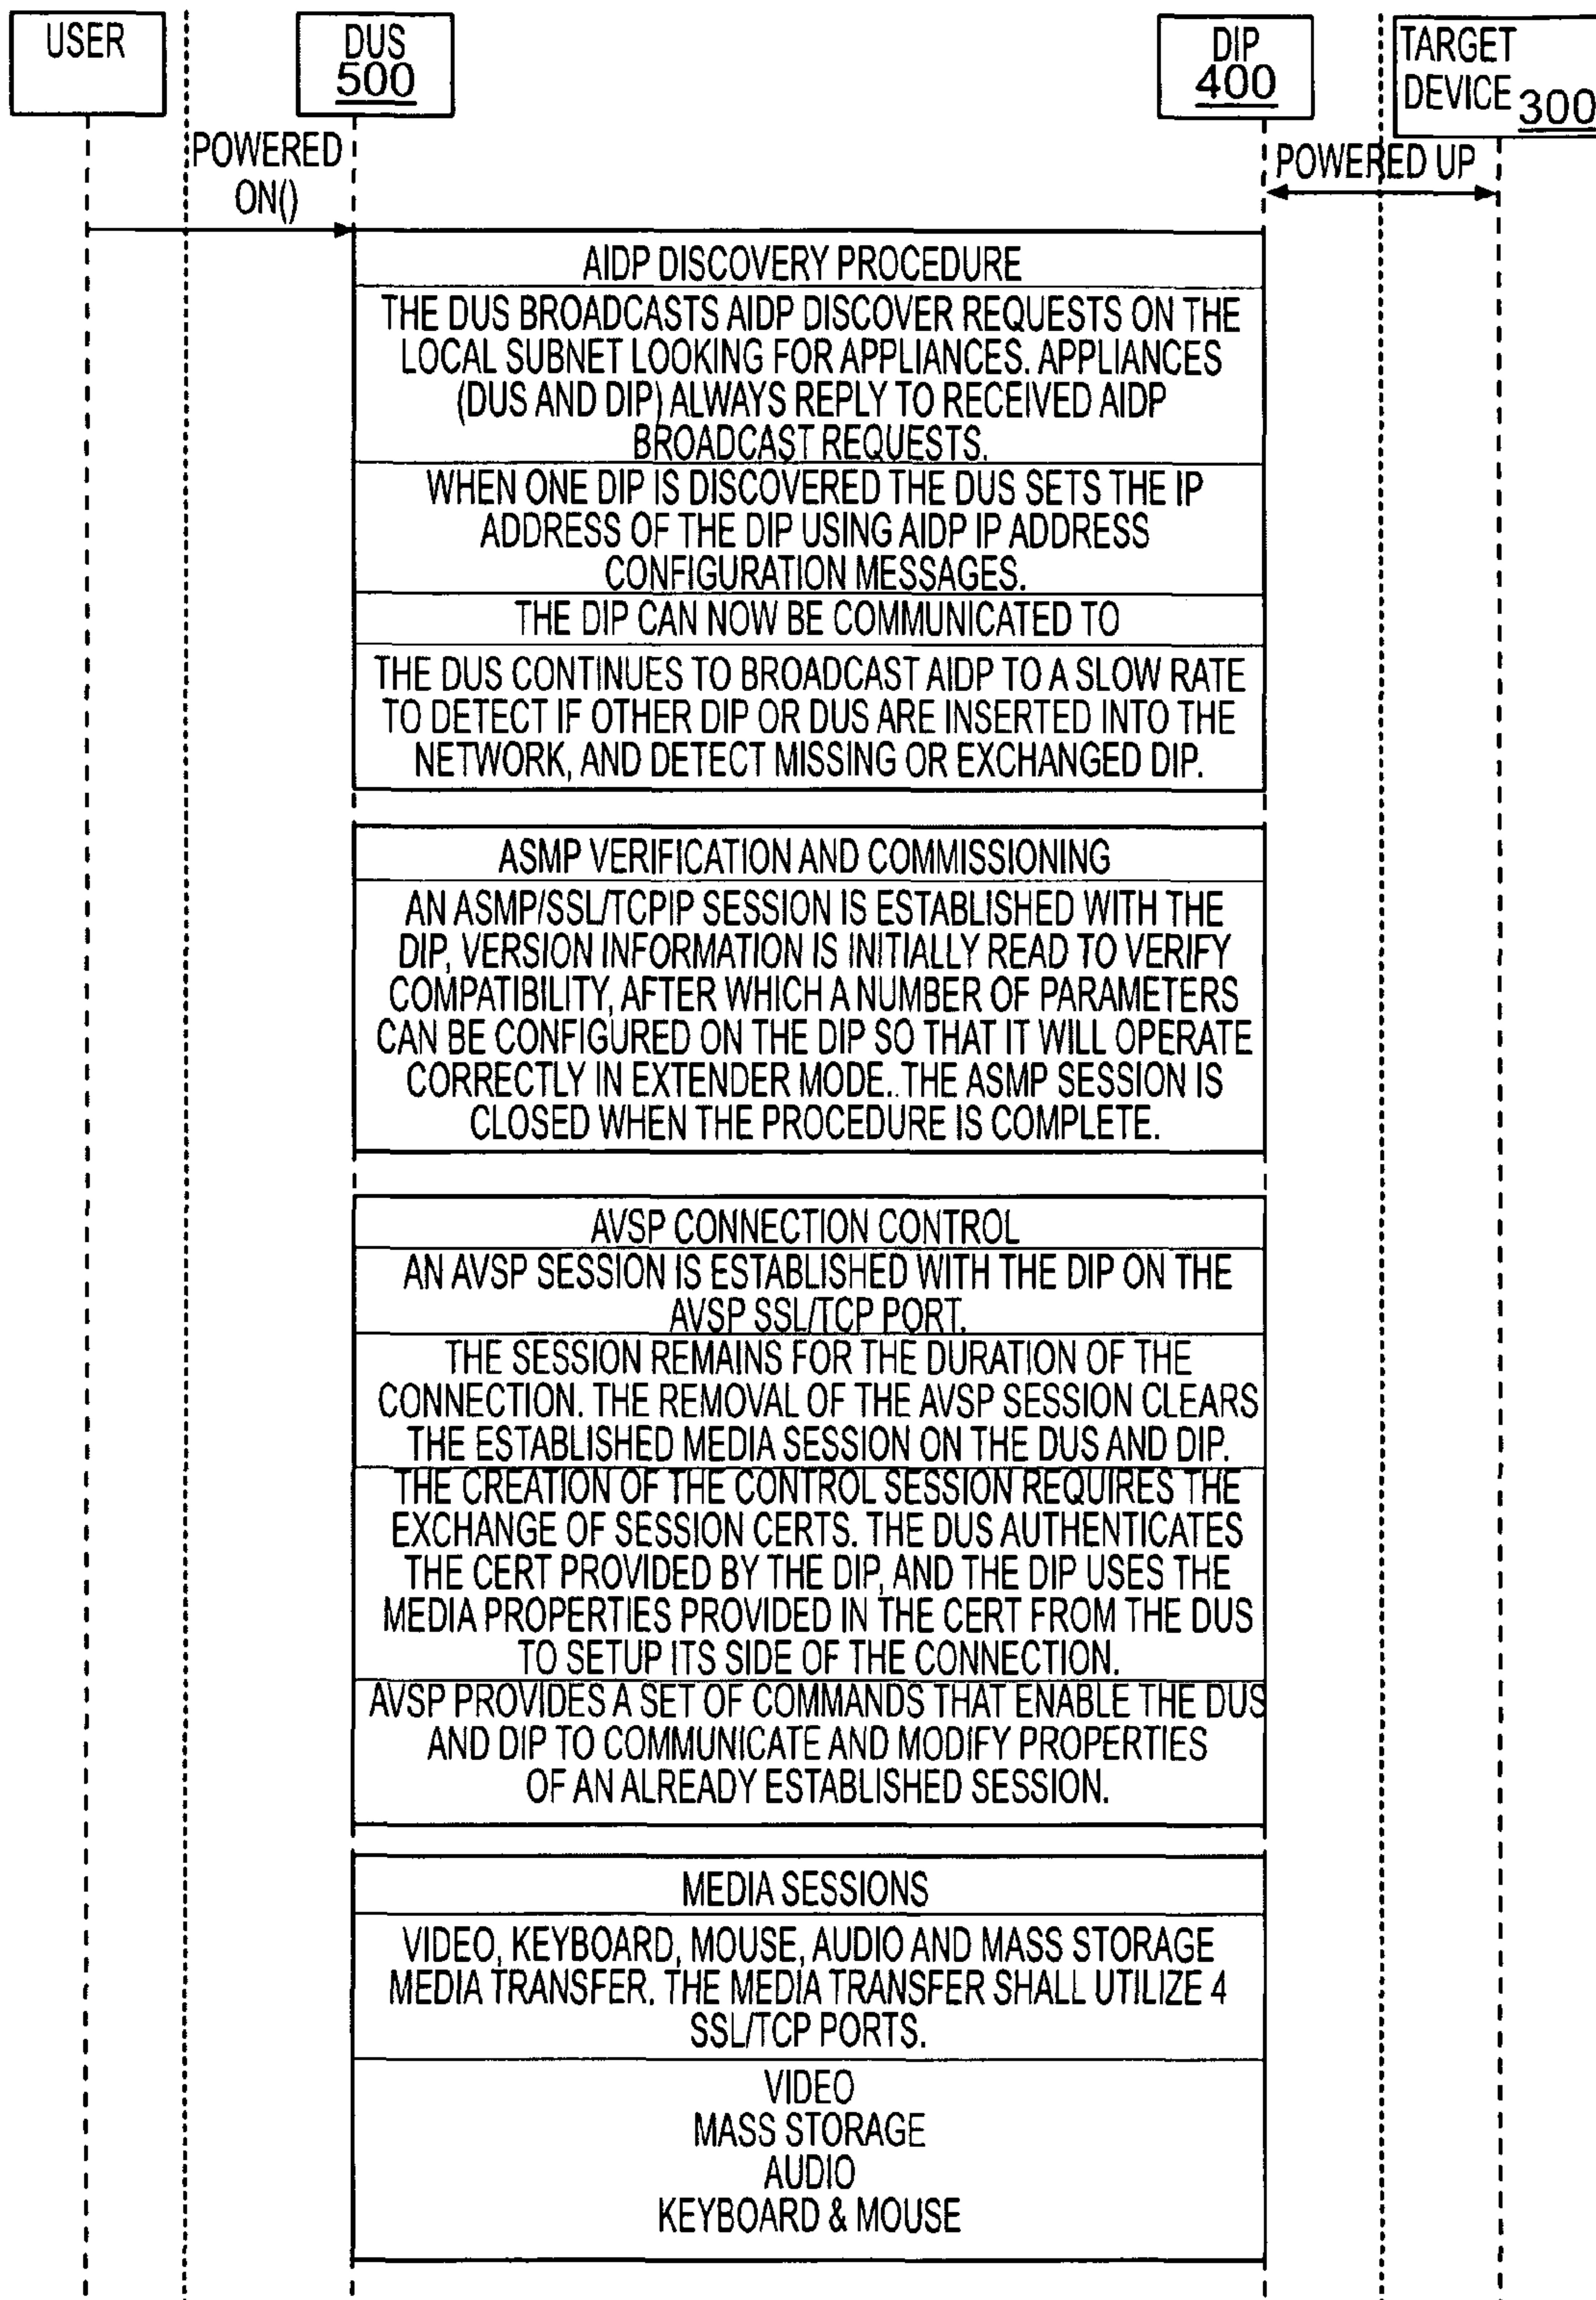 USER
DUS
500
DIP
400
TARGET
DEVICE 300
POWERED
ON()
POWERED UP
AIDP DISCOVERY PROCEDURE
THE DUS BROADCASTS AIDP DISCOVER REQUESTS ON THE
LOCAL SUBNET LOOKING FOR APPLIANCES. APPLIANCES
(DUS AND DIP) ALWAYS REPLY TO RECEIVED AIDP
BROADCAST REQUESTS.
WHEN ONE DIP IS DISCOVERED THE DUS SETS THE IP
ADDRESS OF THE DIP USING AIDP IP ADDRESS
CONFIGURATION MESSAGES.
THE DIP CAN NOW BE COMMUNICATED TO
THE DUS CONTINUES TO BROADCAST AIDP TO A SLOW RATE
TO DETECT IF OTHER DIP OR DUS ARE INSERTED INTO THE
NETWORK, AND DETECT MISSING OR EXCHANGED DIP.
ASMP VERIFICATION AND COMMISSIONING
AN ASMP/SSL/TCPIP SESSION IS ESTABLISHED WITH THE
DIP, VERSION INFORMATION IS INITIALLY READ TO VERIFY
COMPATIBILITY, AFTER WHICH A NUMBER OF PARAMETERS
CAN BE CONFIGURED ON THE DIP SO THAT IT WILL OPERATE
CORRECTLY IN EXTENDER MODE.. THE ASMP SESSION IS
CLOSED WHEN THE PROCEDURE IS COMPLETE.
AVSP CONNECTION CONTROL
AN AVSP SESSION IS ESTABLISHED WITH THE DIP ON THE
AVSP SSL/TCP PORT.
THE SESSION REMAINS FOR THE DURATION OF THE
CONNECTION. THE REMOVAL OF THE AVSP SESSION CLEARS
THE ESTABLISHED MEDIA SESSION ON THE DUS AND DIP.
THE CREATION OF THE CONTROL SESSION REQUIRES THE
EXCHANGE OF SESSION CERTS. THE DUS AUTHENTICATES
THE CERT PROVIDED BY THE DIP, AND THE DIP USES THE
MEDIA PROPERTIES PROVIDED IN THE CERT FROM THE DUS
TO SETUP ITS SIDE OF THE CONNECTION.
AVSP PROVIDES A SET OF COMMANDS THAT ENABLE THE DUS
AND DIP TO COMMUNICATE AND MODIFY PROPERTIES
OF AN ALREADY ESTABLISHED SESSION.
MEDIA SESSIONS
VIDEO, KEYBOARD, MOUSE, AUDIO AND MASS STORAGE
MEDIA TRANSFER. THE MEDIA TRANSFER SHALL UTILIZE 4
SSL/TCP PORTS.
VIDEO
MASS STORAGE
AUDIO
KEYBOARD & MOUSE